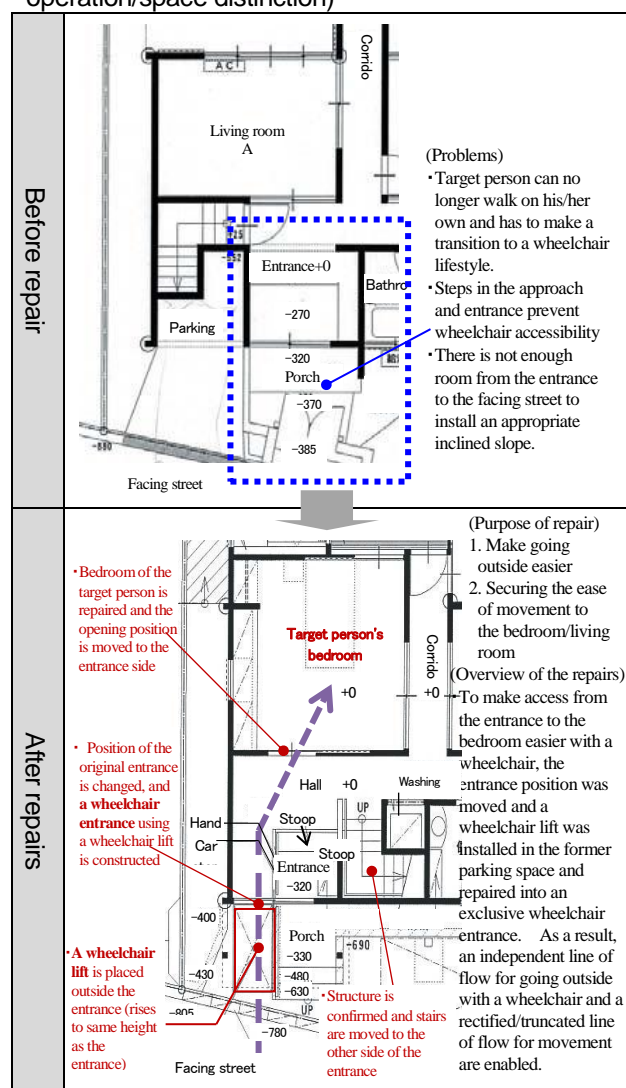 operation/space distinction)
Before repair
AC
Corrido
Living room
A
+25
Entrance+0
Bathro
-270
Parking
-320
Porch
-370
-385
Facing street
(Problems)
・Target person can no
longer walk on his/her
own and has to make a
transition to a wheelchair
lifestyle.
・Steps in the approach
and entrance prevent
wheelchair accessibility
・There is not enough
room from the entrance
to the facing street to
install an appropriate
inclined slope.
After repairs
・Bedroom of the
target person is
repaired and the
opening position
is moved to the
entrance side
Target person's
bedroom
+0
Corrido
+0
・ Position of the
original entrance
is changed, and
a wheelchair
entrance using
a wheelchair lift
is constructed
Hall +0
Washing
Hand
Car
Stoop
UP
Stoop
Entrance
-320
-400
Porch
-330
-690
-430
-480
-630
UP
-805
-780
・A wheelchair
lift is placed
outside the
entrance (rises
to same height
as the
entrance)
Facing street
・Structure is
confirmed and stairs
are moved to the
other side of the
entrance
(Purpose of repair)
1. Make going
outside easier
2. Securing the ease
of movement to
the bedroom/living
room
(Overview of the repairs)
・To make access from
the entrance to the
bedroom easier with a
wheelchair, the
entrance position was
moved and a
wheelchair lift was
installed in the former
parking space and
repaired into an
exclusive wheelchair
entrance. As a result,
an independent line of
flow for going outside
with a wheelchair and a
rectified/truncated line
of flow for movement
are enabled.